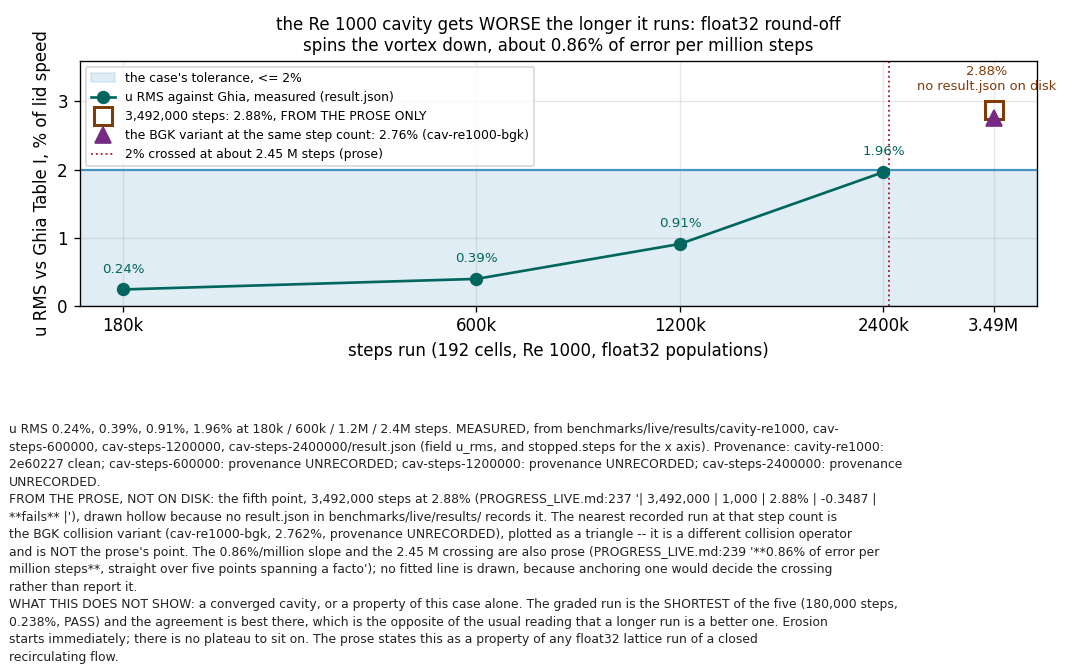 the Re 1000 cavity gets WORSE the longer it runs: float32 round-off
spins the vortex down, about 0.86% of error per million steps
u RMS vs Ghia Table I, % of lid speed
the case's tolerance, <= 2%
u RMS against Ghia, measured (result.json)
3,492,000 steps: 2.88%, FROM THE PROSE ONLY
the BGK variant at the same step count: 2.76% (cav-re1000-bgk)
2% crossed at about 2.45 M steps (prose)
2.88%
no result.json on disk
3
2
1
0
0.24%
0.39%
0.91%
1.96%
180k
600k
1200k
2400k
3.49M
steps run (192 cells, Re 1000, float32 populations)
u RMS 0.24%, 0.39%, 0.91%, 1.96% at 180k / 600k / 1.2M / 2.4M steps. MEASURED, from benchmarks/live/results/cavity-re1000, cav-
steps-600000, cav-steps-1200000, cav-steps-2400000/result.json (field u_rms, and stopped.steps for the x axis). Provenance: cavity-re1000:
2e60227 clean; cav-steps-600000: provenance UNRECORDED; cav-steps-1200000: provenance UNRECORDED; cav-steps-2400000: provenance
UNRECORDED.
FROM THE PROSE, NOT ON DISK: the fifth point, 3,492,000 steps at 2.88% (PROGRESS_LIVE.md:237 '| 3,492,000 | 1,000 | 2.88% | -0.3487 |
**fails** |'), drawn hollow because no result.json in benchmarks/live/results/ records it. The nearest recorded run at that step count is
the BGK collision variant (cav-re1000-bgk, 2.762%, provenance UNRECORDED), plotted as a triangle -- it is a different collision operator
and is NOT the prose's point. The 0.86%/million slope and the 2.45 M crossing are also prose (PROGRESS_LIVE.md:239 '**0.86% of error per
million steps**, straight over five points spanning a facto'); no fitted line is drawn, because anchoring one would decide the crossing
rather than report it.
WHAT THIS DOES NOT SHOW: a converged cavity, or a property of this case alone. The graded run is the SHORTEST of the five (180,000 steps,
0.238%, PASS) and the agreement is best there, which is the opposite of the usual reading that a longer run is a better one. Erosion
starts immediately; there is no plateau to sit on. The prose states this as a property of any float32 lattice run of a closed
recirculating flow.